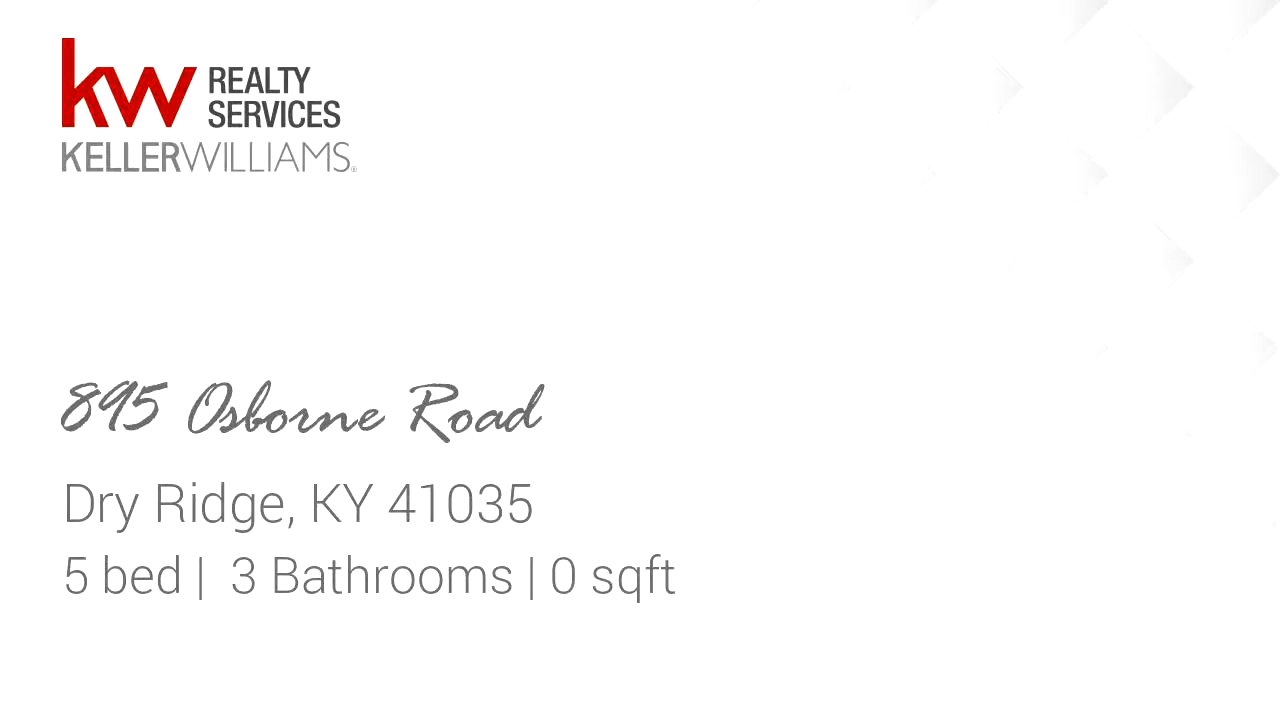 kw REALTY
SERVICES
KELLERWILLIAMS®
895 Osborne Road
Dry Ridge, KY 41035
5 bed | 3 Bathrooms | 0 sqft